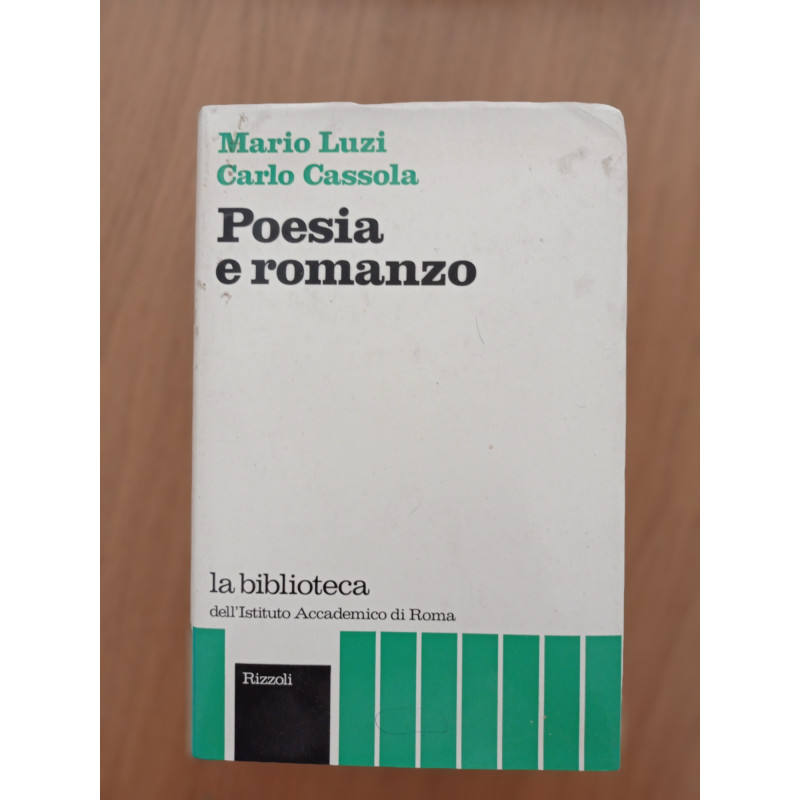 Mario Luzi
Carlo Cassola
Poesia
e romanzo
la biblioteca
dell'Istituto Accademico di Roma
Rizzoli